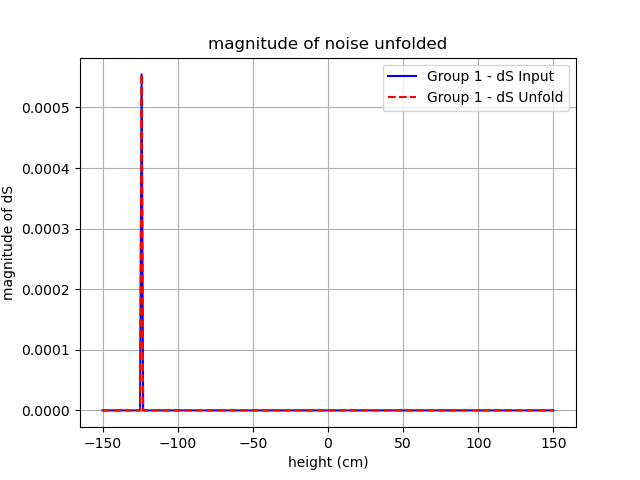 magnitude of noise unfolded
Group 1 - dS Input
Group 1 - dS Unfold
magnitude of dS
0.0005
0.0004
0.0003
0.0002
0.0001
0.0000
−150 −100 −50 0 50 100 150
height (cm)